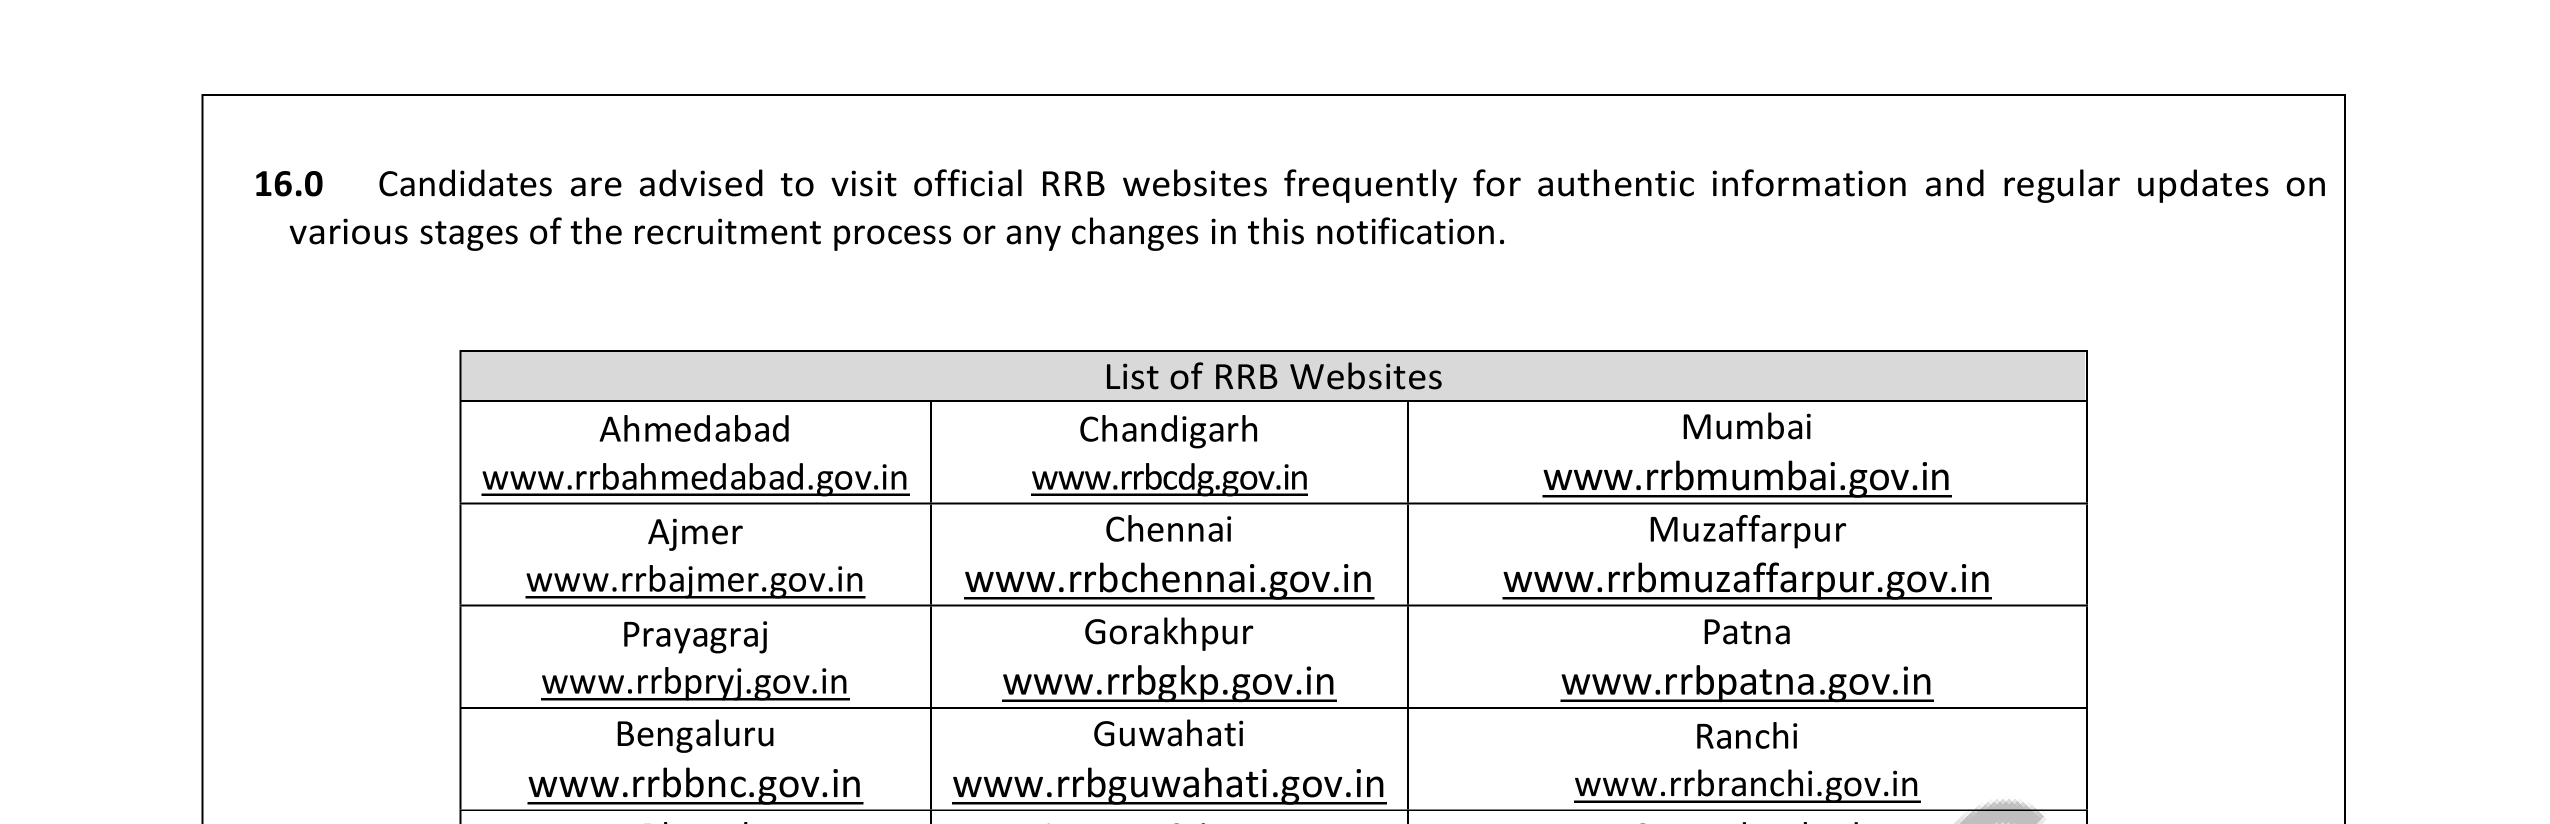 16.0 Candidates are advised to visit official RRB websites frequently for authentic information and regular updates on
various stages of the recruitment process or any changes in this notification.
List of RRB Websites
Ahmedabad
www.rrbahmedabad.gov.in
Chandigarh
www.rrbcdg.gov.in
Mumbai
www.rrbmumbai.gov.in
Ajmer
www.rrbajmer.gov.in
Chennai
www.rrbchennai.gov.in
Muzaffarpur
www.rrbmuzaffarpur.gov.in
Prayagraj
www.rrbpryj.gov.in
Gorakhpur
www.rrbgkp.gov.in
Patna
www.rrbpatna.gov.in
Bengaluru
www.rrbbnc.gov.in
Guwahati
www.rrbguwahati.gov.in
Ranchi
www.rrbranchi.gov.in